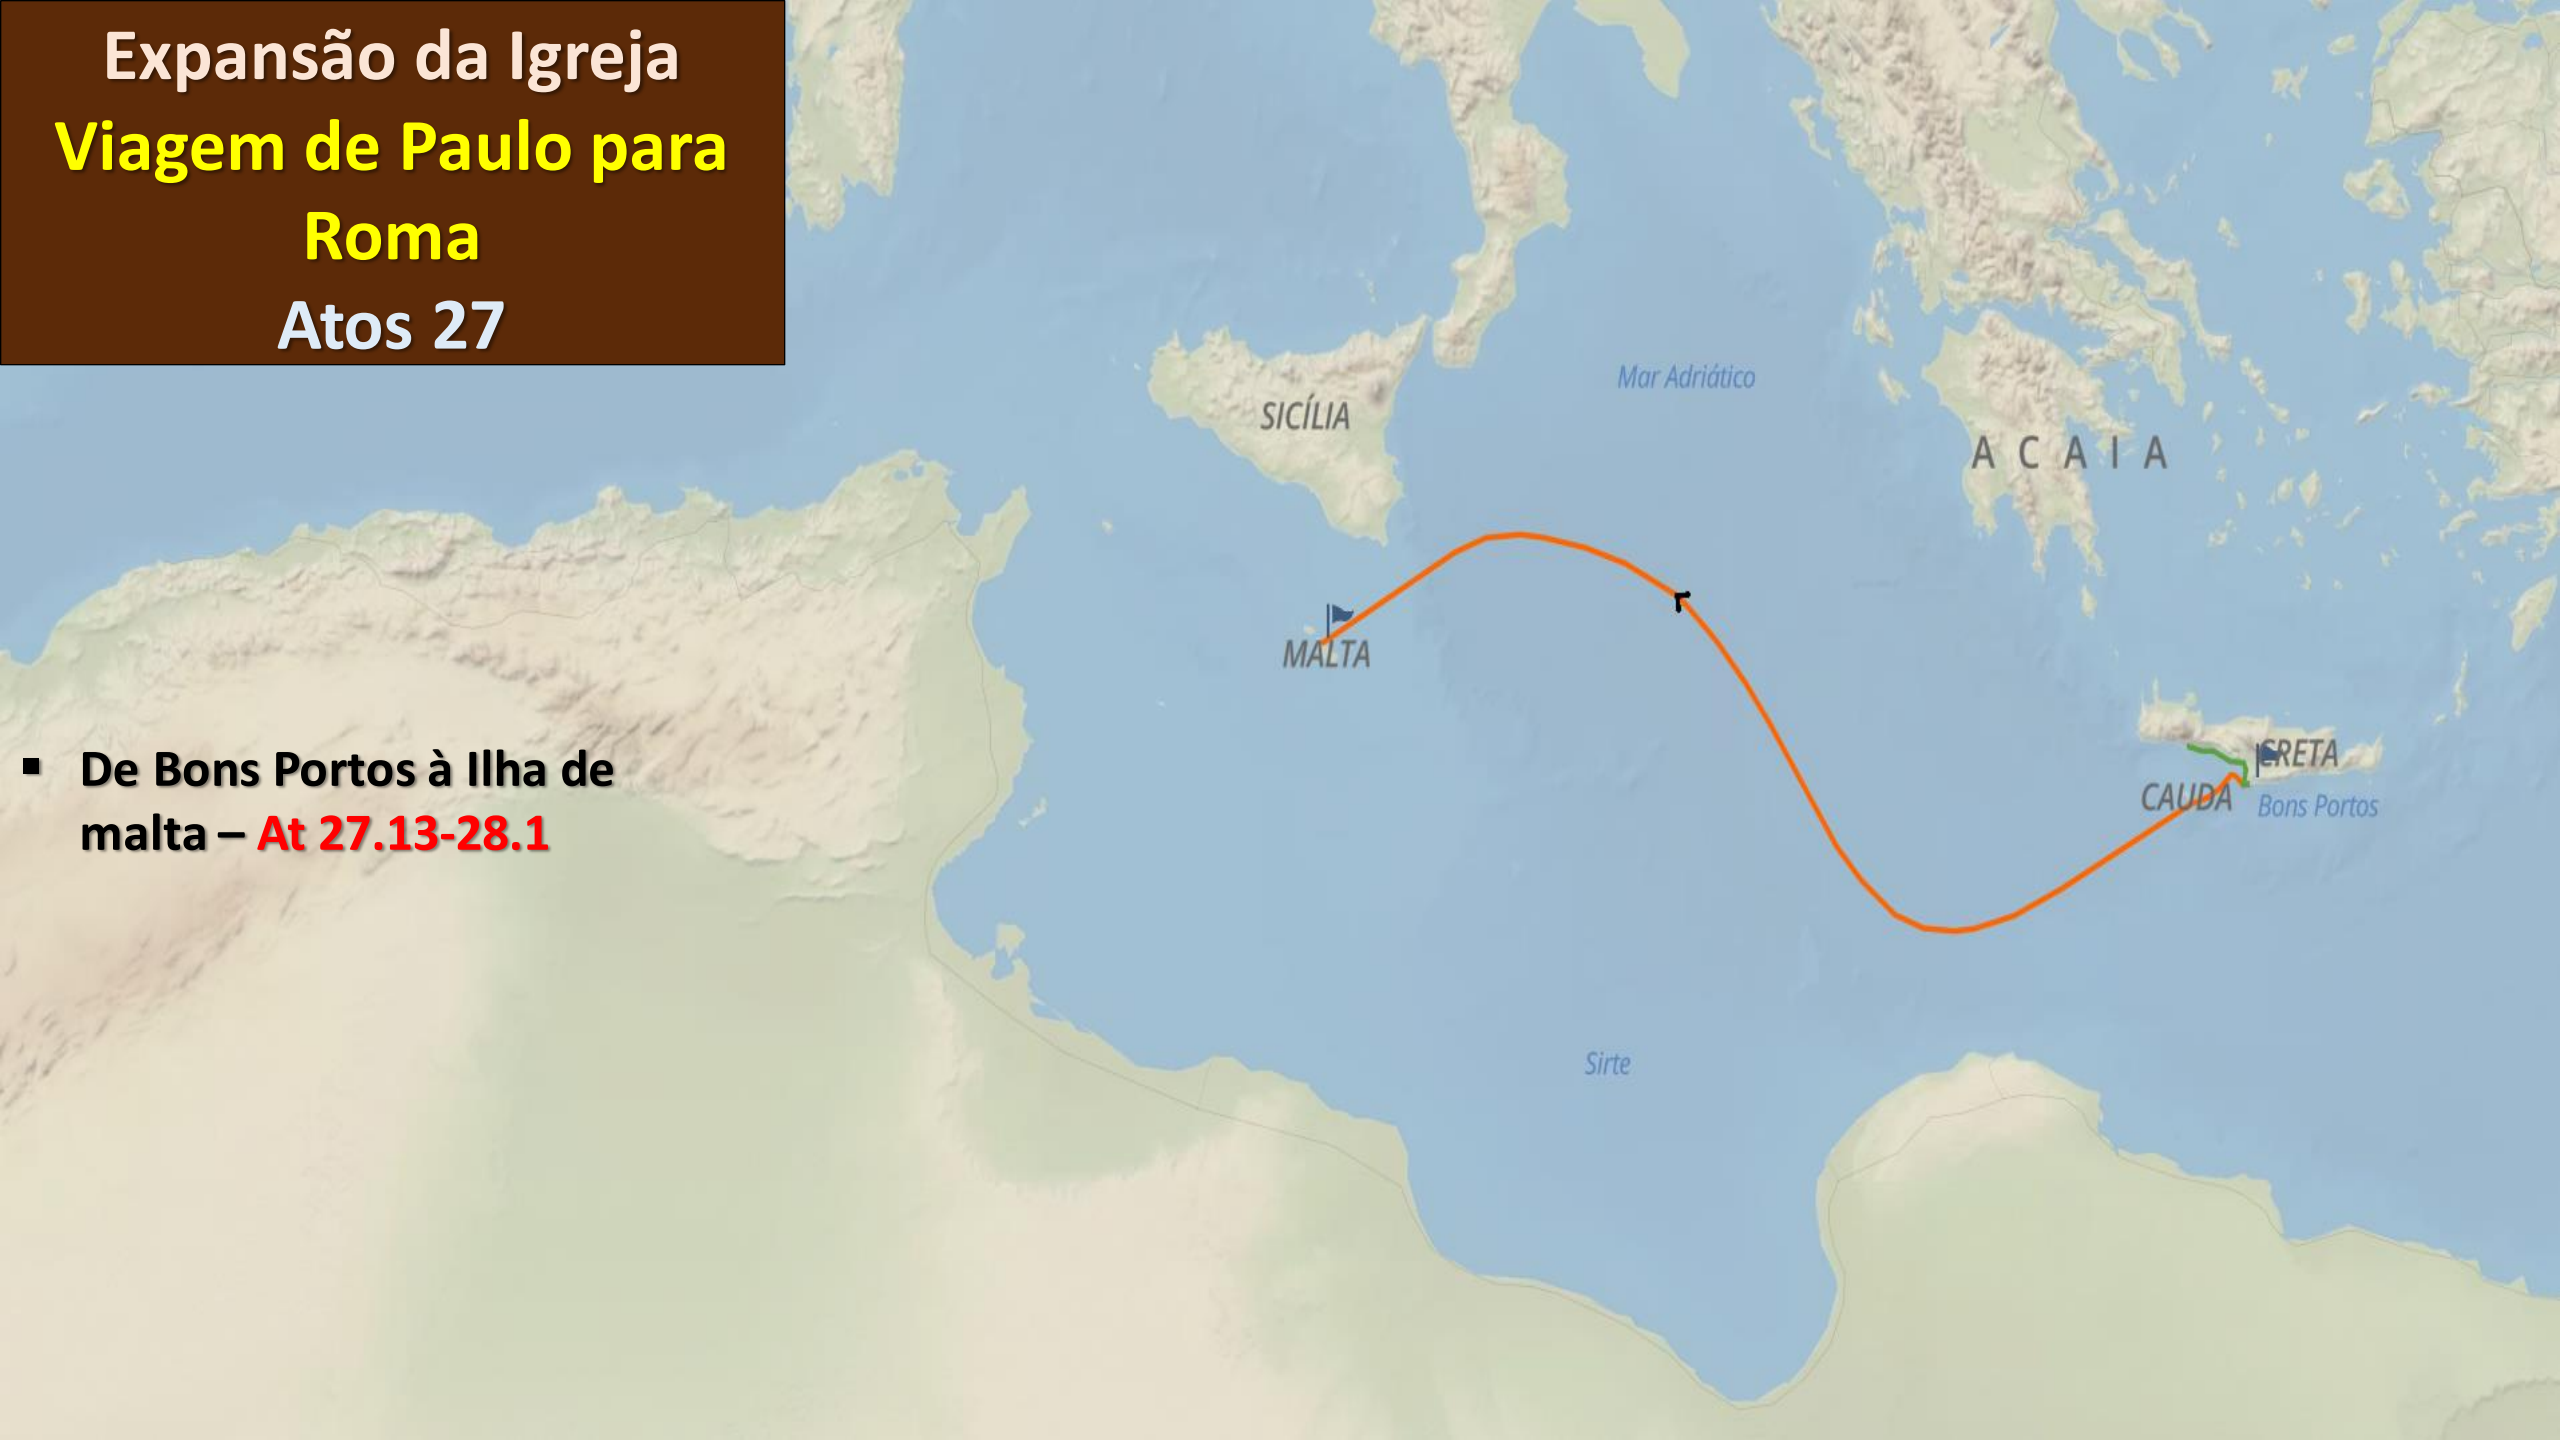 Expansão da Igreja
Viagem de Paulo para
Roma
Atos 27
Mar Adriático
SICÍLIA
A C A I A
MALTA
CRETA
CAUDA
Bons Portos
▪ De Bons Portos à Ilha de
malta – At 27.13-28.1
Sirte